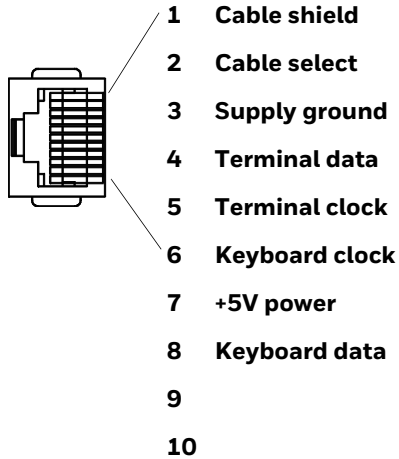 1 Cable shield
2 Cable select
3 Supply ground
4 Terminal data
5 Terminal clock
6 Keyboard clock
7 +5V power
8 Keyboard data
9
10